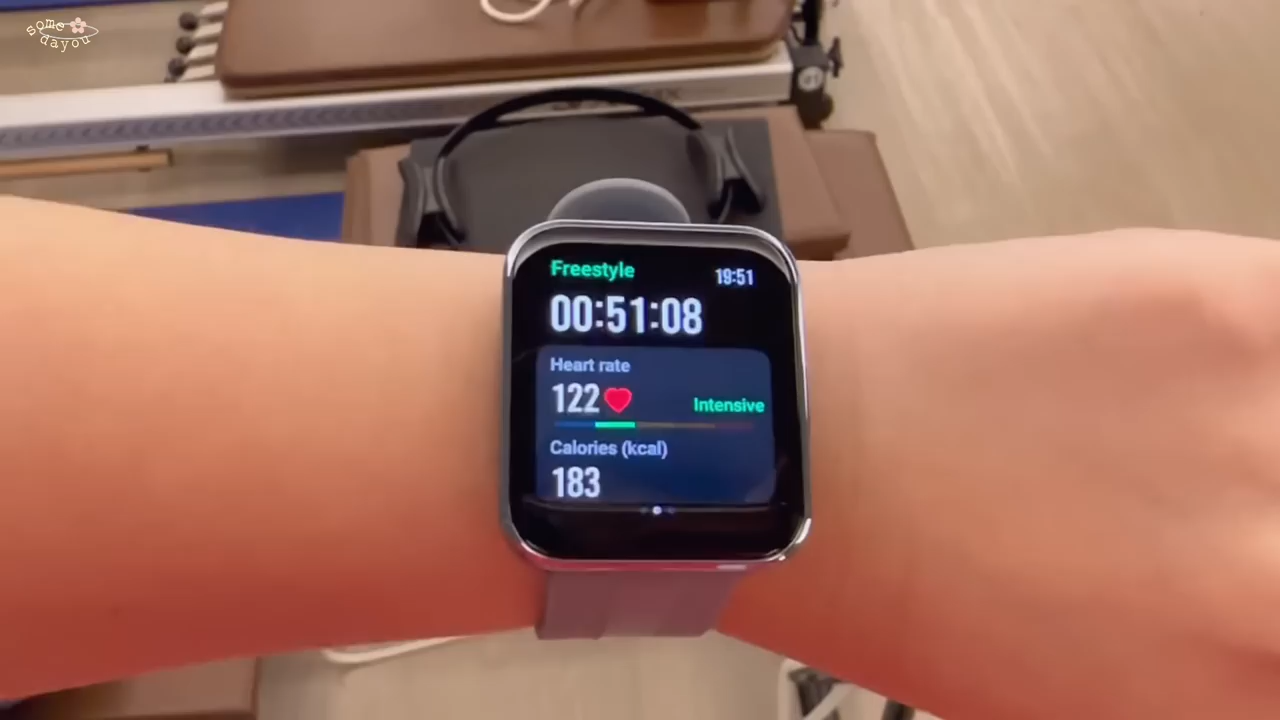 some
dayou
Freestyle
19:51
00:51:08
Heart rate
122
Intensive
Calories (kcal)
183